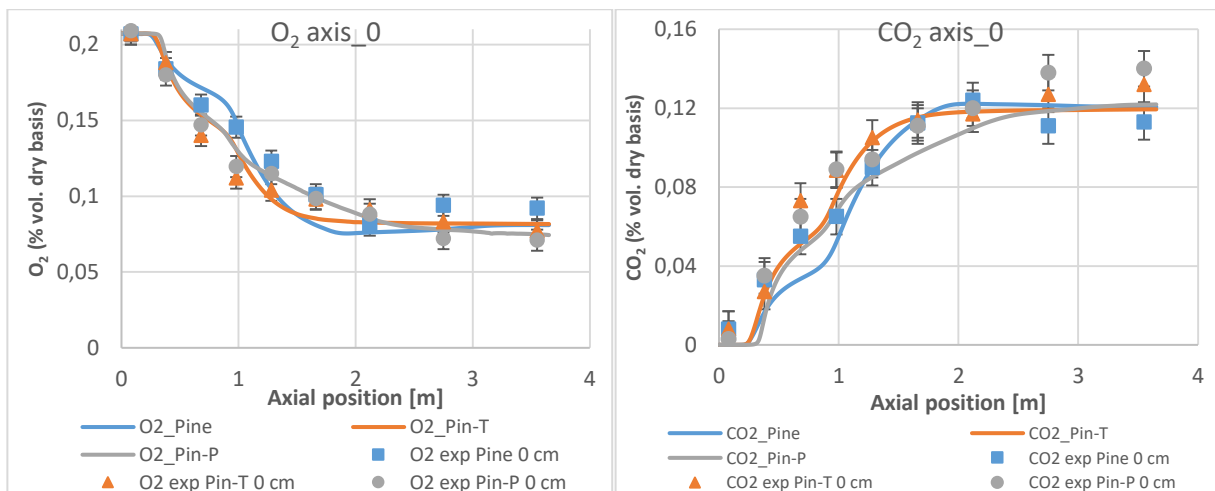 O2 axis_0
O2 (% vol. dry basis)
0,2
0,15
0,1
0,05
0
0 1 2 3 4
Axial position [m]
O2_Pine O2_Pin-T
O2_Pin-P O2 exp Pine 0 cm
O2 exp Pin-T 0 cm O2 exp Pin-P 0 cm
CO2 axis_0
CO2 (% vol. dry basis)
0,16
0,12
0,08
0,04
0
0 1 2 3 4
Axial position [m]
CO2_Pine CO2_Pin-T
CO2_Pin-P CO2 exp Pine 0 cm
CO2 exp Pin-T 0 cm CO2 exp Pin-P 0 cm